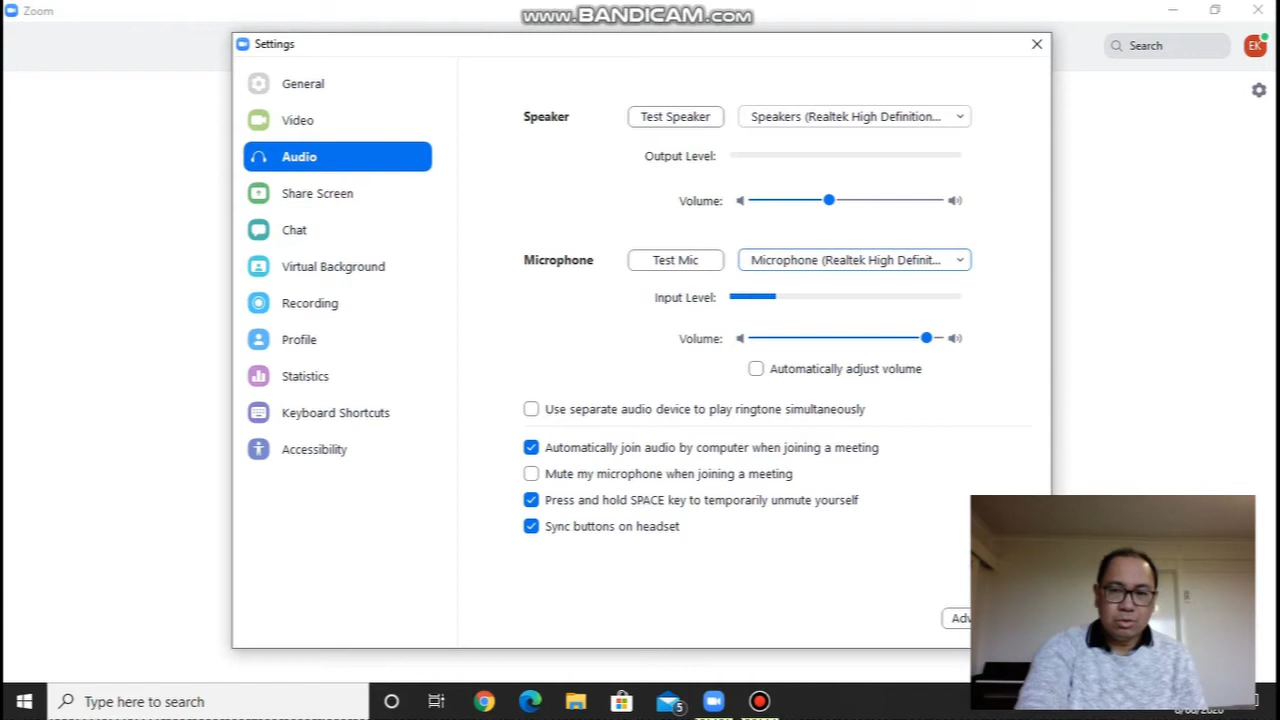 Zoom
www.BANDICAM.com
Settings
Search
EK
General
Video
Audio
Share Screen
Chat
Virtual Background
Recording
Profile
Statistics
Keyboard Shortcuts
Accessibility
Speaker
Test Speaker
Speakers (Realtek High Definition...
Output Level:
Volume:
Microphone
Test Mic
Microphone (Realtek High Definit...
Input Level:
Volume:
Automatically adjust volume
Use separate audio device to play ringtone simultaneously
Automatically join audio by computer when joining a meeting
Mute my microphone when joining a meeting
Press and hold SPACE key to temporarily unmute yourself
Sync buttons on headset
Type here to search
5